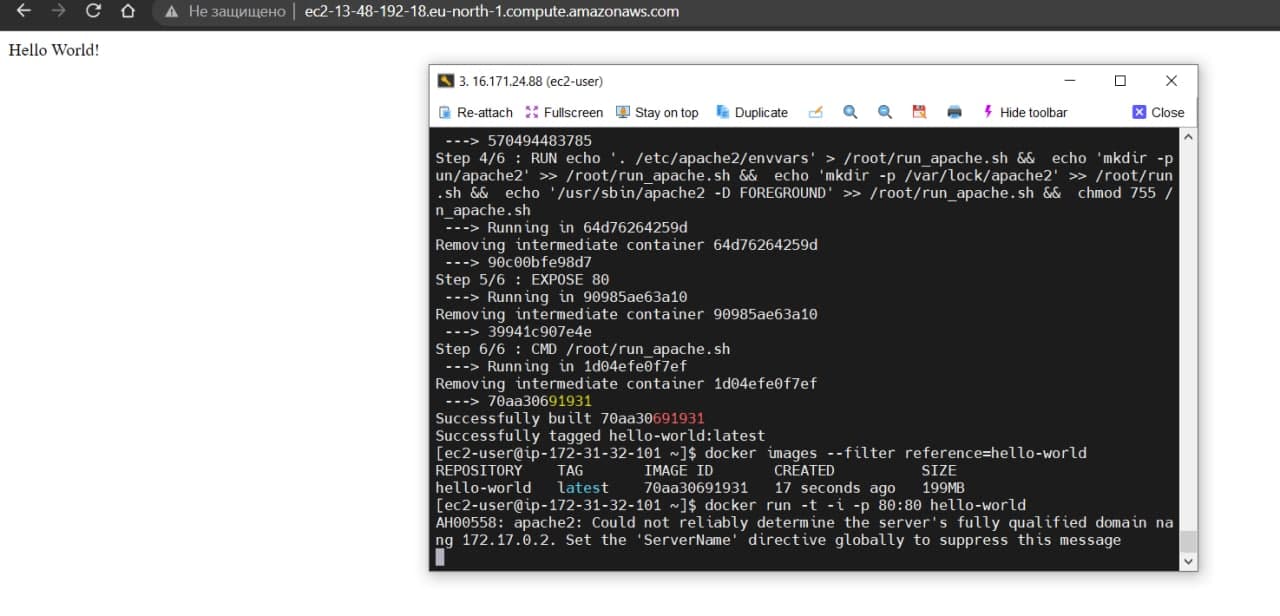 Не защищено | ec2-13-48-192-18.eu-north-1.compute.amazonaws.com
Hello World!
3. 16.171.24.88 (ec2-user)
Re-attach Fullscreen Stay on top Duplicate Hide toolbar Close
---> 570494483785
Step 4/6 : RUN echo '. /etc/apache2/envvars' > /root/run_apache.sh &&  echo 'mkdir -p
un/apache2' >> /root/run_apache.sh &&  echo 'mkdir -p /var/lock/apache2' >> /root/run
.sh &&  echo '/usr/sbin/apache2 -D FOREGROUND' >> /root/run_apache.sh &&  chmod 755 /
n_apache.sh
---> Running in 64d76264259d
Removing intermediate container 64d76264259d
---> 90c00bfe98d7
Step 5/6 : EXPOSE 80
---> Running in 90985ae63a10
Removing intermediate container 90985ae63a10
---> 39941c907e4e
Step 6/6 : CMD /root/run_apache.sh
---> Running in 1d04efe0f7ef
Removing intermediate container 1d04efe0f7ef
---> 70aa30691931
Successfully built 70aa30691931
Successfully tagged hello-world:latest
[ec2-user@ip-172-31-32-101 ~]$ docker images --filter reference=hello-world
REPOSITORY    TAG       IMAGE ID       CREATED          SIZE
hello-world   latest    70aa30691931   17 seconds ago   199MB
[ec2-user@ip-172-31-32-101 ~]$ docker run -t -i -p 80:80 hello-world
AH00558: apache2: Could not reliably determine the server's fully qualified domain na
ng 172.17.0.2. Set the 'ServerName' directive globally to suppress this message